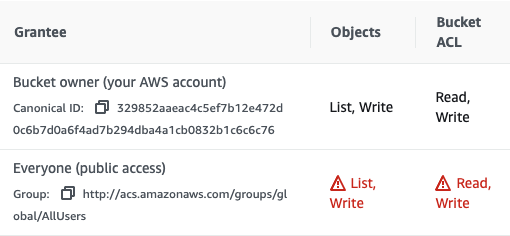 Grantee
Objects
Bucket
ACL
Bucket owner (your AWS account)
Canonical ID: 329852aaeac4c5ef7b12e472d
0c6b7d0a6f4ad7b294dba4a1cb0832b1c6c6c76
List, Write
Read,
Write
Everyone (public access)
Group: http://acs.amazonaws.com/groups/gl
obal/AllUsers
List,
Write
Read,
Write